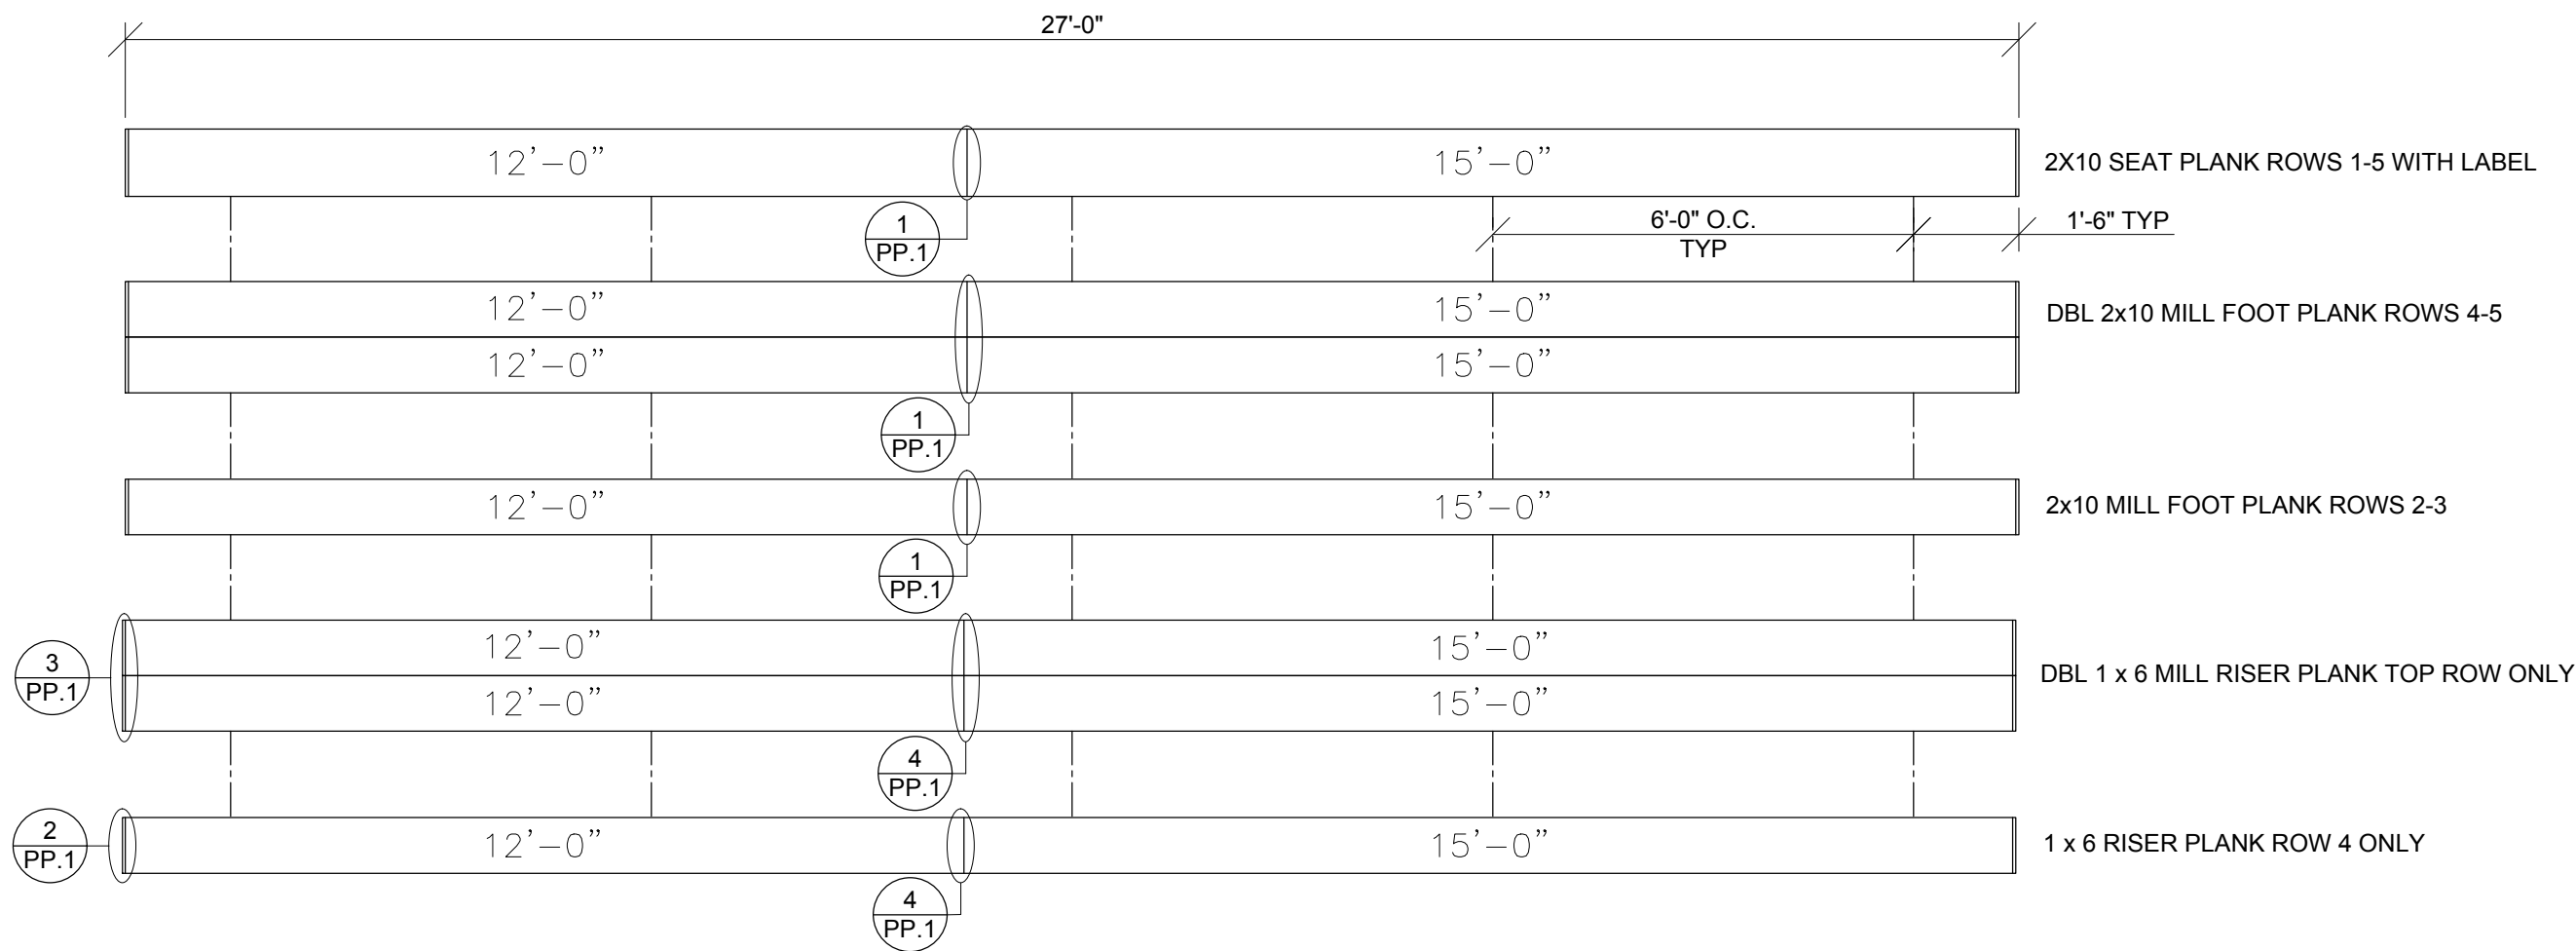 27'-0"
12'-0"
15'-0"
2X10 SEAT PLANK ROWS 1-5 WITH LABEL
1
PP.1
6'-0" O.C.
TYP
1'-6" TYP
12'-0"
15'-0"
DBL 2x10 MILL FOOT PLANK ROWS 4-5
12'-0"
15'-0"
1
PP.1
12'-0"
15'-0"
2x10 MILL FOOT PLANK ROWS 2-3
1
PP.1
12'-0"
15'-0"
3
PP.1
DBL 1 x 6 MILL RISER PLANK TOP ROW ONLY
12'-0"
15'-0"
4
PP.1
2
PP.1
12'-0"
15'-0"
1 x 6 RISER PLANK ROW 4 ONLY
4
PP.1